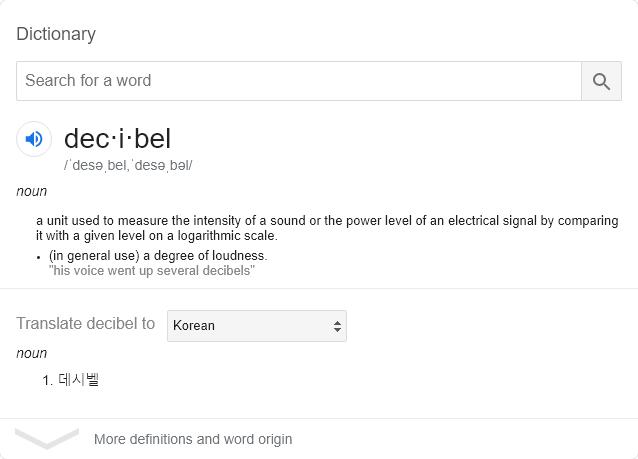 Dictionary
Search for a word
dec·i·bel
/ˈdesəˌbel,ˈdesəˌbəl/
noun
a unit used to measure the intensity of a sound or the power level of an electrical signal by comparing
it with a given level on a logarithmic scale.
• (in general use) a degree of loudness.
"his voice went up several decibels"
Translate decibel to Korean
noun
1. 데시벨
More definitions and word origin